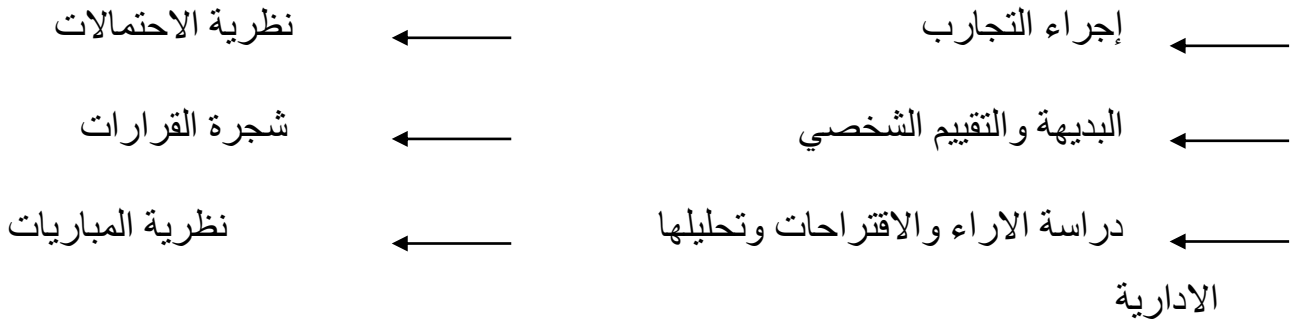 إجراء التجارب نظرية الاحتمالات
البديهة والتقييم الشخصي شجرة القرارات
دراسة الاراء والاقتراحات وتحليلها نظرية المباريات
الادارية